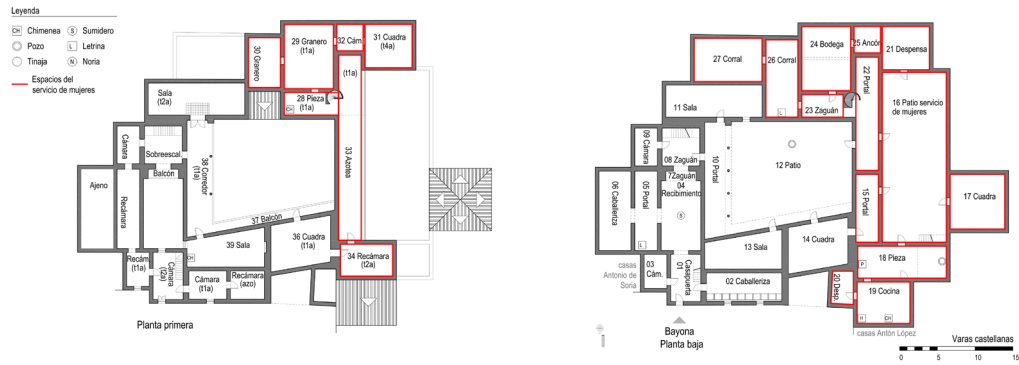 Leyenda
CH Chimenea
S Sumidero
Pozo
L Letrina
Tinaja
N Noria
Espacios del
servicio de mujeres
30 Granero
29 Granero
(t1a)
32 Cám.
31 Cuadra
(t4a)
(t1a)
Sala
(t2a)
28 Pieza
(t1a)
CH
Cámara
Sobreescal.
Balcón
38 Corredor
(t1a)
33 Azotea
Ajeno
Recámara
37 Balcón
39 Sala
CH
36 Cuadra
(t1a)
34 Recámara
(t2a)
Recám
(t1a)
Cámara
(t2a)
Cámara
(t1a)
Recámara
(azo)
Planta primera
27 Corral
26 Corral
L
24 Bodega
25 Ancón
21 Despensa
22 Portal
11 Sala
23 Zaguán
16 Patio servicio
de mujeres
09 Cámara
08 Zaguán
7Zaguán
04
Recibimiento
S
10 Portal
12 Patio
06 Caballeriza
05 Portal
L
15 Portal
17 Cuadra
13 Sala
14 Cuadra
casas
Antonio de
Soria
03
Cám.
Casapuerta
01
02 Caballeriza
18 Pieza
P
20 Desp.
19 Cocina
H
CH
casas Antón López
Bayona
Planta baja
Varas castellanas
0 5 10 15